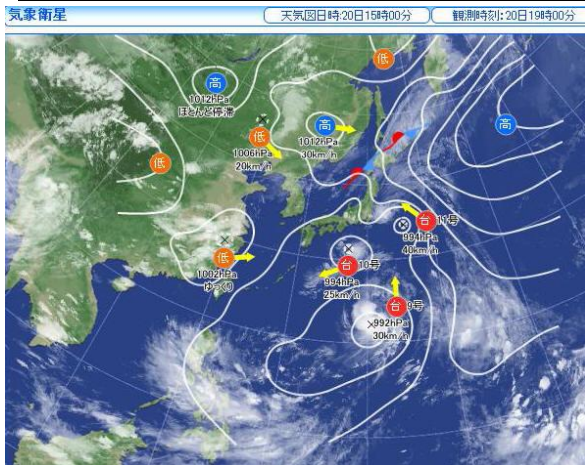 気象衛星
天気図日時:20日15時00分
観測時刻:20日19時00分
低
高
1012hPa
ほとんど停滞
低
1006hPa
20km/h
高
1012hPa
30km/h
高
低
台 11号
994hPa
40km/h
低
1002hPa
ゆっくり
台 10号
994hPa
25km/h
台 9号
992hPa
30km/h